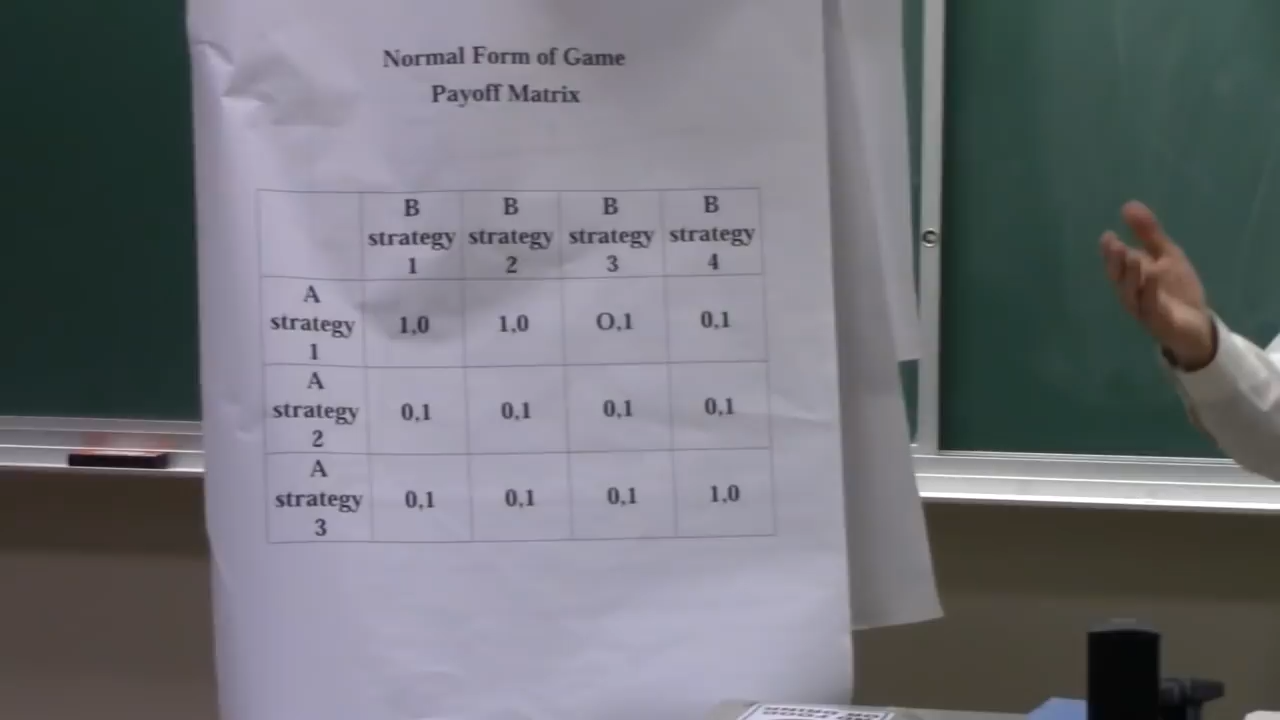 Normal Form of Game
Payoff Matrix
B B B B
strategy strategy strategy strategy
1 2 3 4
A
strategy 1,0 1,0 O,1 0,1
1
A
strategy 0,1 0,1 0,1 0,1
2
A
strategy 0,1 0,1 0,1 1,0
3